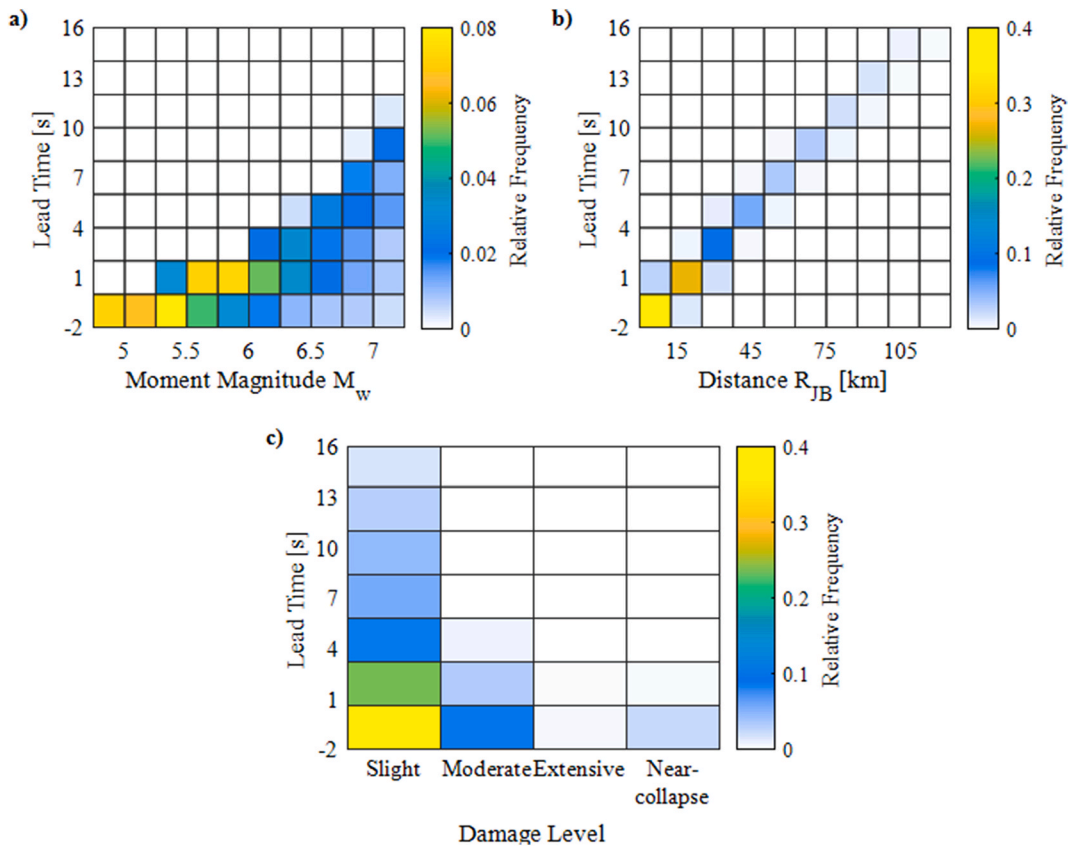 a)
16
13
10
7
4
1
-2
Lead Time [s]
5 5.5 6 6.5 7
Moment Magnitude Mw
0.08
0.06
0.04
0.02
0
Relative Frequency
b)
16
13
10
7
4
1
-2
Lead Time [s]
15 45 75 105
Distance RJB [km]
0.4
0.3
0.2
0.1
0
Relative Frequency
c)
16
13
10
7
4
1
-2
Lead Time [s]
Slight Moderate Extensive Near-
collapse
Damage Level
0.4
0.3
0.2
0.1
0
Relative Frequency